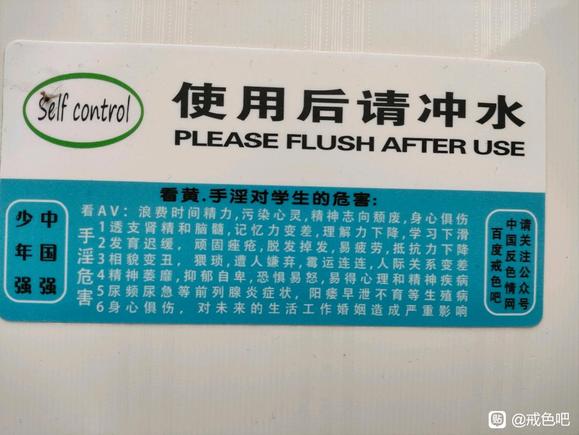 Self control
使用后请冲水
PLEASE FLUSH AFTER USE
看黄.手淫对学生的危害:
少年强
中国强
看AV:浪费时间精力,污染心灵,精神志向颓废,身心俱伤
手淫危害
1透支肾精和脑髓,记忆力变差,理解力下降,学习下滑
2发育迟缓,顽固痤疮,脱发掉发,易疲劳,抵抗力下降
3相貌变丑,猥琐,遭人嫌弃,霉运连连,人际关系变差
4精神萎靡,抑郁自卑,恐惧易怒,易得心理和精神疾病
5尿频尿急等前列腺炎症状,阳痿早泄不育等生殖病
6身心俱伤,对未来的生活工作婚姻造成严重影响
请关注公众号
中国反色情网
百度戒色吧
贴 @戒色吧